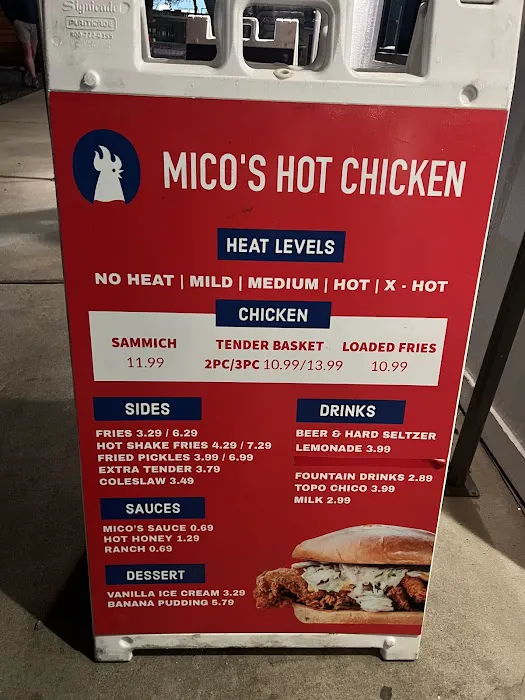 Signicade
PLASTICADE
MICO'S HOT CHICKEN
HEAT LEVELS
NO HEAT | MILD | MEDIUM | HOT | X - HOT
CHICKEN
SAMMICH
11.99
TENDER BASKET
2PC/3PC 10.99/13.99
LOADED FRIES
10.99
SIDES
FRIES 3.29 / 6.29
HOT SHAKE FRIES 4.29 / 7.29
FRIED PICKLES 3.99 / 6.99
EXTRA TENDER 3.79
COLESLAW 3.49
DRINKS
BEER & HARD SELTZER
LEMONADE 3.99
FOUNTAIN DRINKS 2.89
TOPO CHICO 3.99
MILK 2.99
SAUCES
MICO'S SAUCE 0.69
HOT HONEY 1.29
RANCH 0.69
DESSERT
VANILLA ICE CREAM 3.29
BANANA PUDDING 5.79